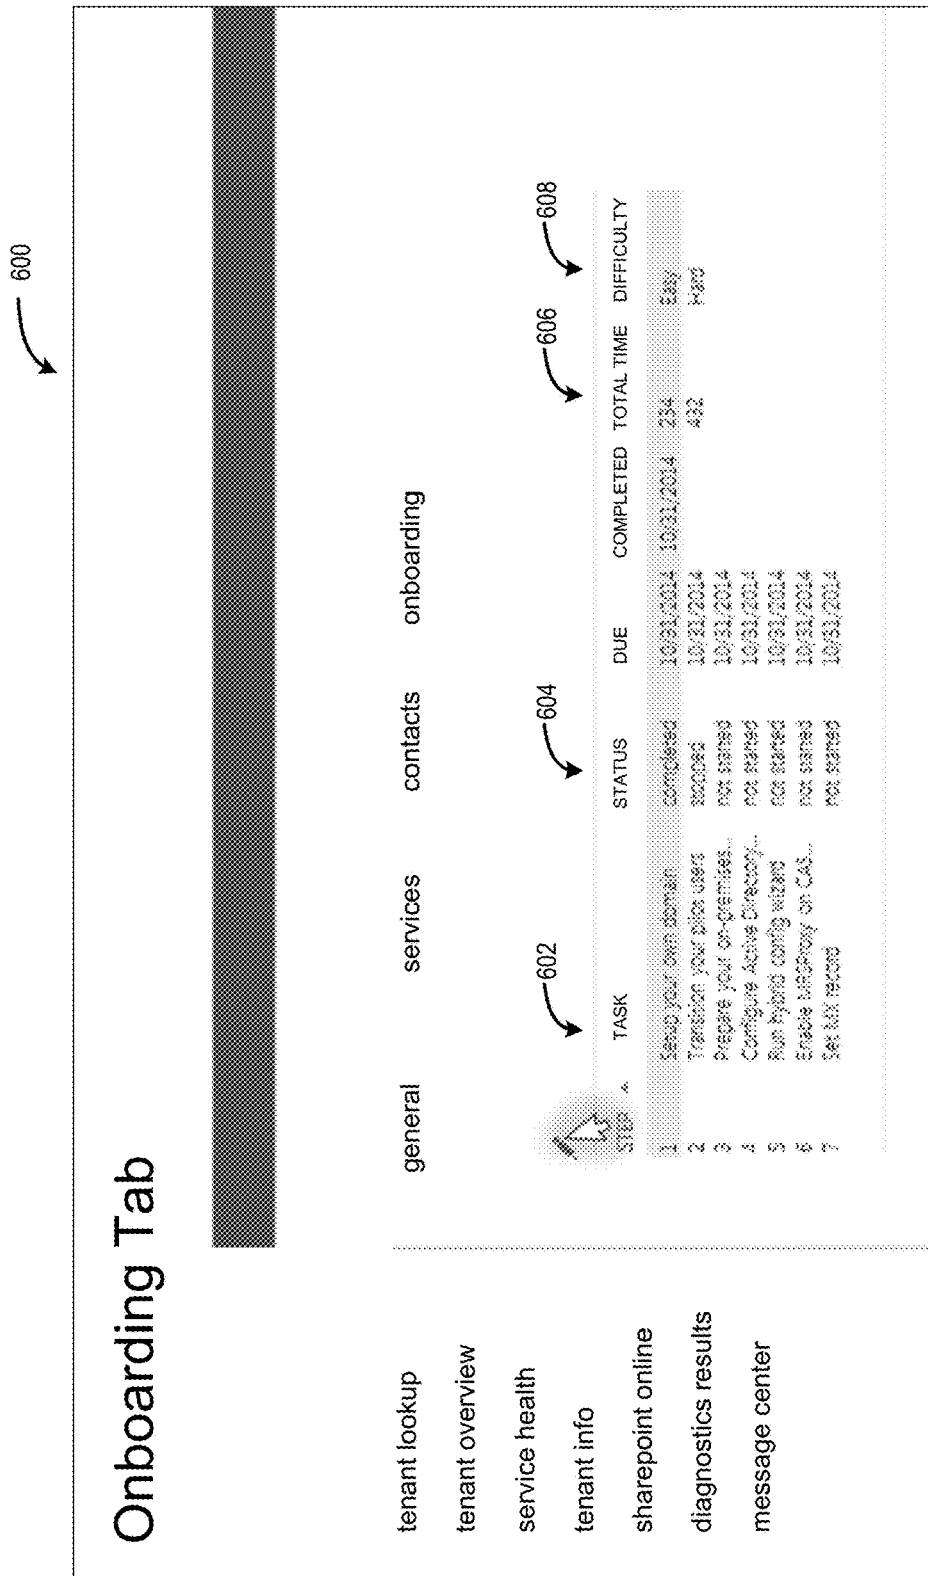 600
Onboarding Tab
general services contacts onboarding
tenant lookup
tenant overview
service health
tenant info
sharepoint online
diagnostics results
message center
602 604 606 608
STEP TASK STATUS DUE COMPLETED TOTAL TIME DIFFICULTY
1 Setup your own domain completed 10/31/2014 10/31/2014 234 Easy
2 Transition your pilot users 10/31/2014 432 Hard
3 Prepare your on-premises... not started 10/31/2014
4 Configure Active Directory... not started 10/31/2014
5 Run hybrid config wizard not started 10/31/2014
6 Enable MRSProxy on CAS... not started 10/31/2014
7 Set MX record not started 10/31/2014